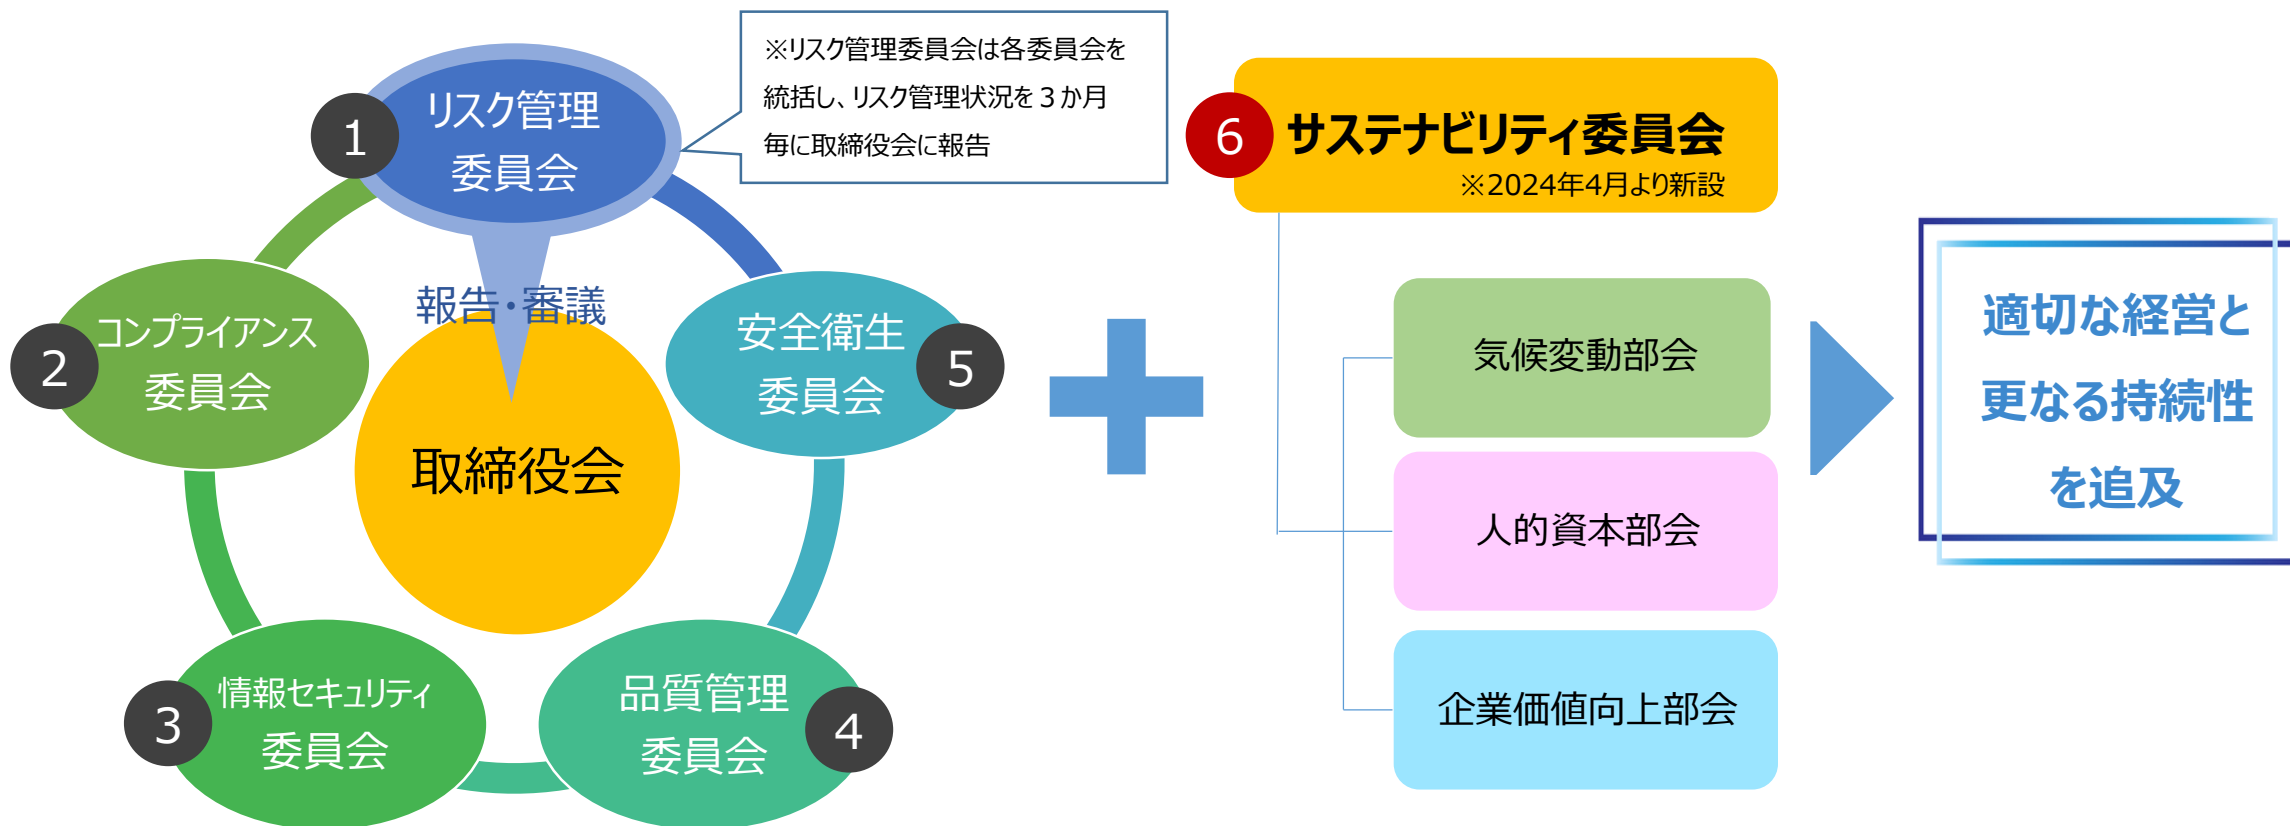 ※リスク管理委員会は各委員会を
統括し、リスク管理状況を３か月
毎に取締役会に報告
1
リスク管理
委員会
2
コンプライアンス
委員会
3
情報セキュリティ
委員会
4
品質管理
委員会
5
安全衛生
委員会
報告・審議
取締役会
6
サステナビリティ委員会
※2024年4月より新設
気候変動部会
人的資本部会
企業価値向上部会
適切な経営と
更なる持続性
を追及